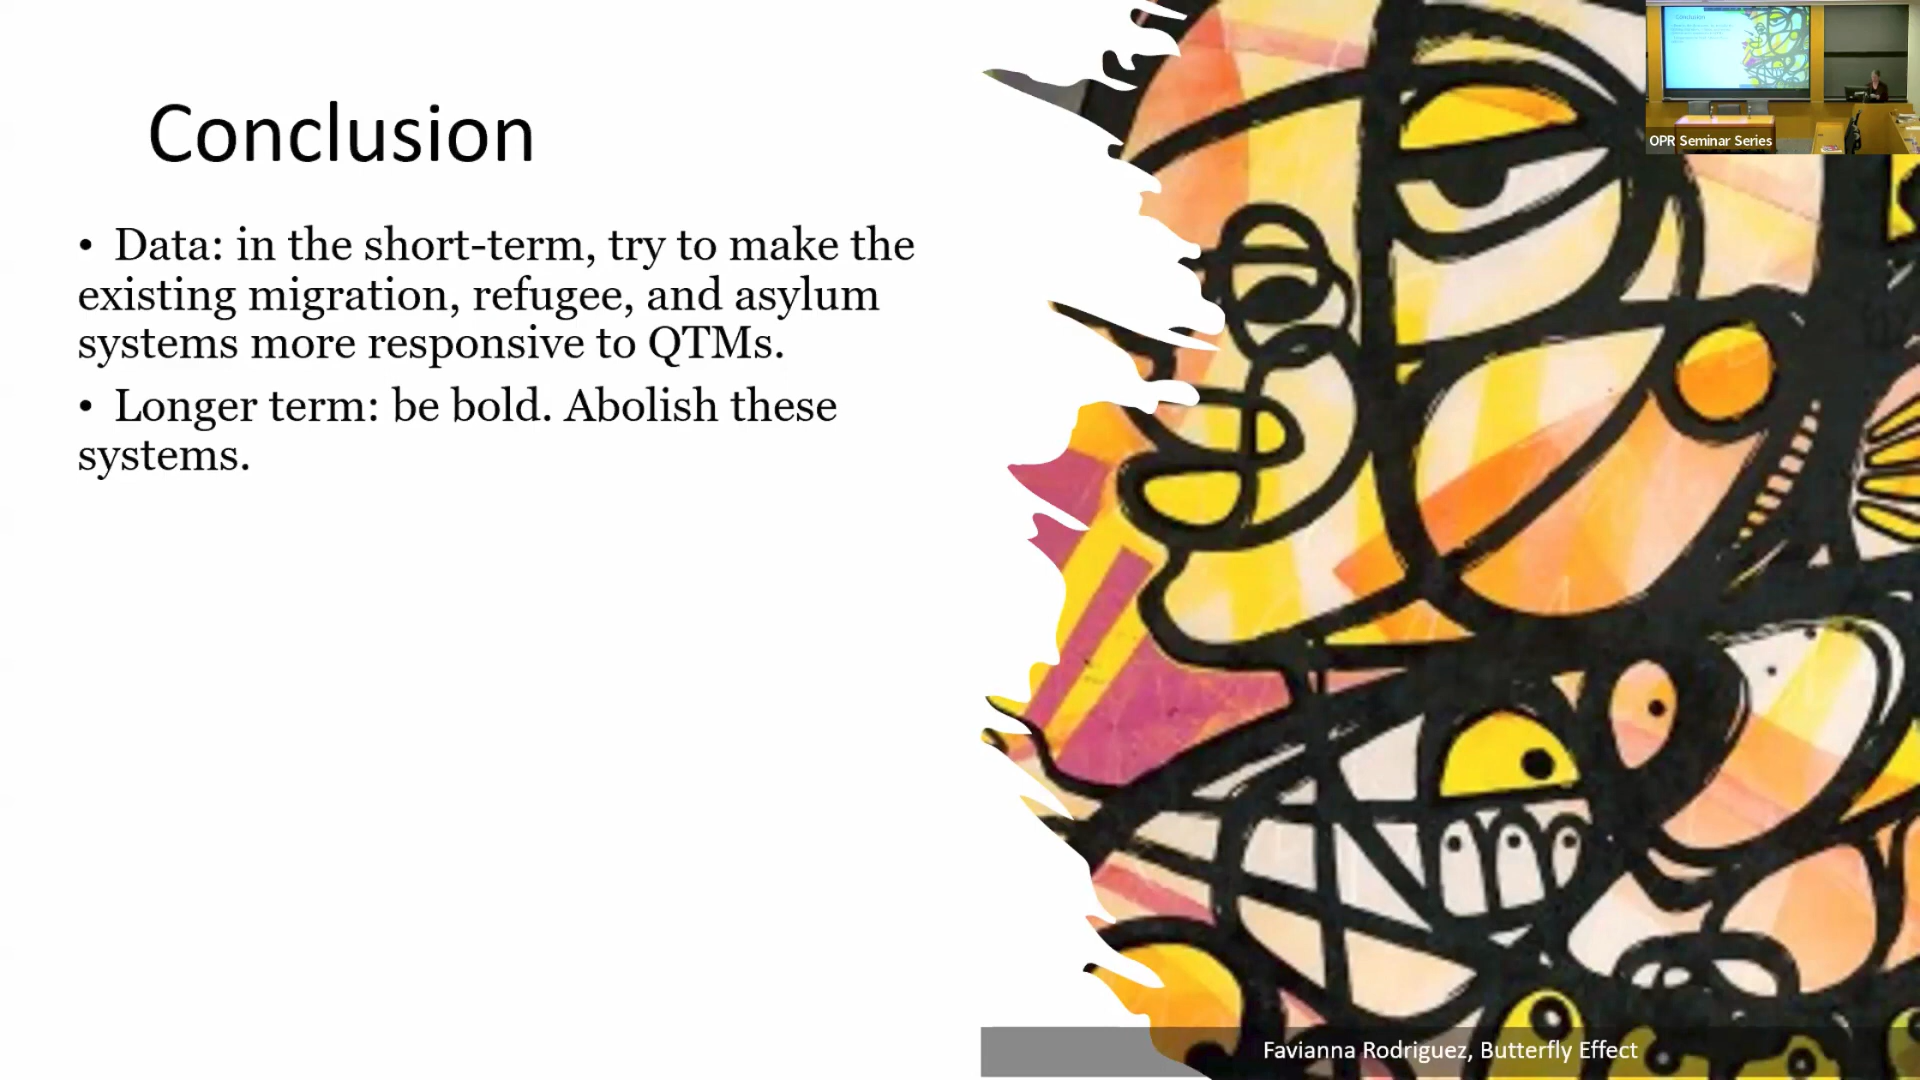 Conclusion
• Data: in the short-term, try to make the
existing migration, refugee, and asylum
systems more responsive to QTMs.
• Longer term: be bold. Abolish these
systems.
OPR Seminar Series
Favianna Rodriguez, Butterfly Effect